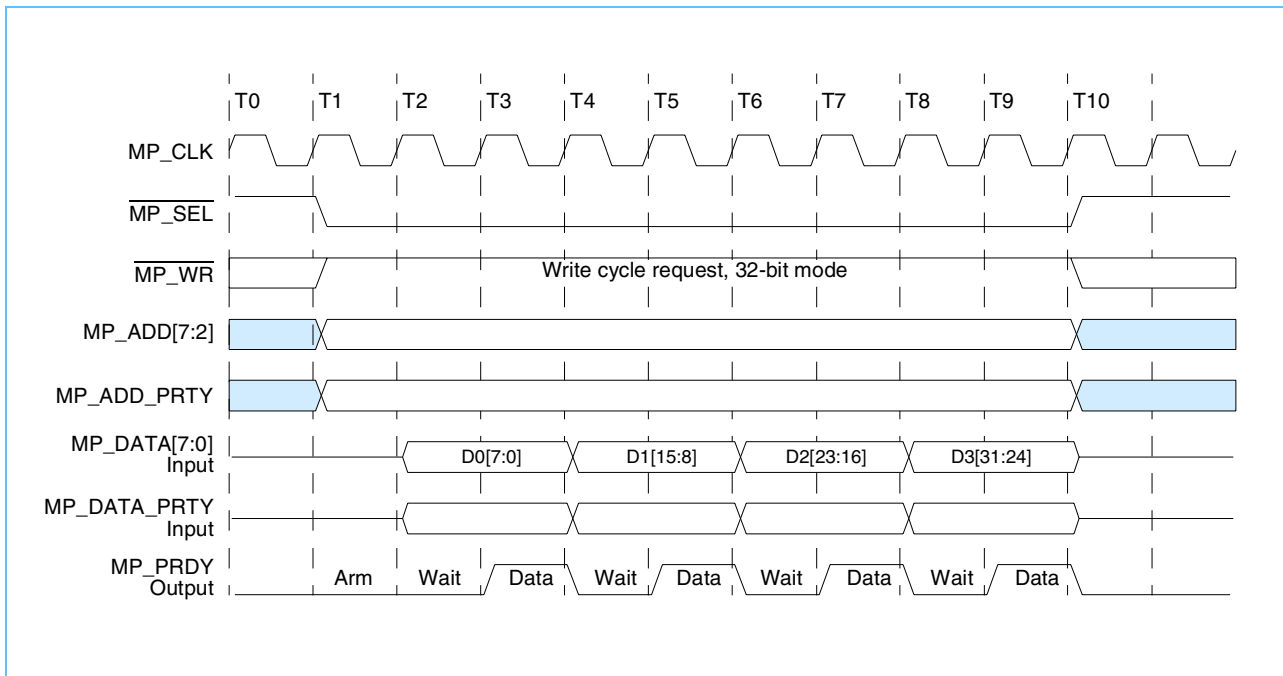 T0 T1 T2 T3 T4 T5 T6 T7 T8 T9 T10
MP_CLK
MP_SEL
MP_WR Write cycle request, 32-bit mode
MP_ADD[7:2]
MP_ADD_PRTY
MP_DATA[7:0]
Input D0[7:0] D1[15:8] D2[23:16] D3[31:24]
MP_DATA_PRTY
Input
MP_PRDY
Output Arm Wait Data Wait Data Wait Data Wait Data